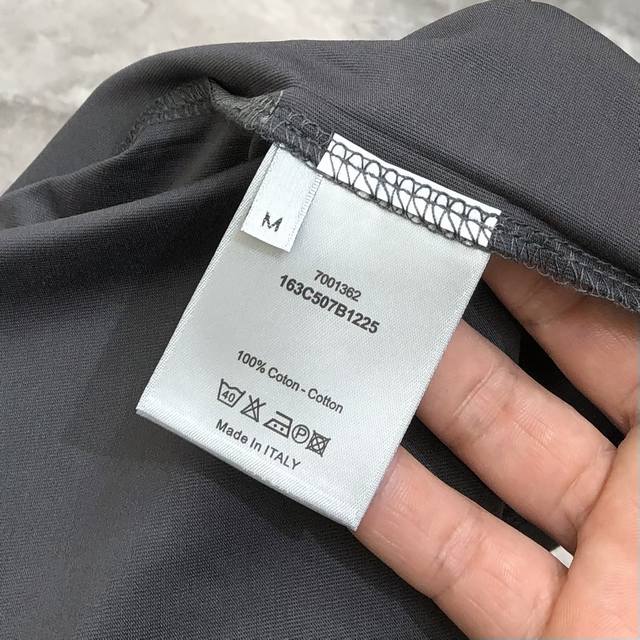 M
7001362
163C507B1225
100% Coton - Cotton
40
Made in ITALY